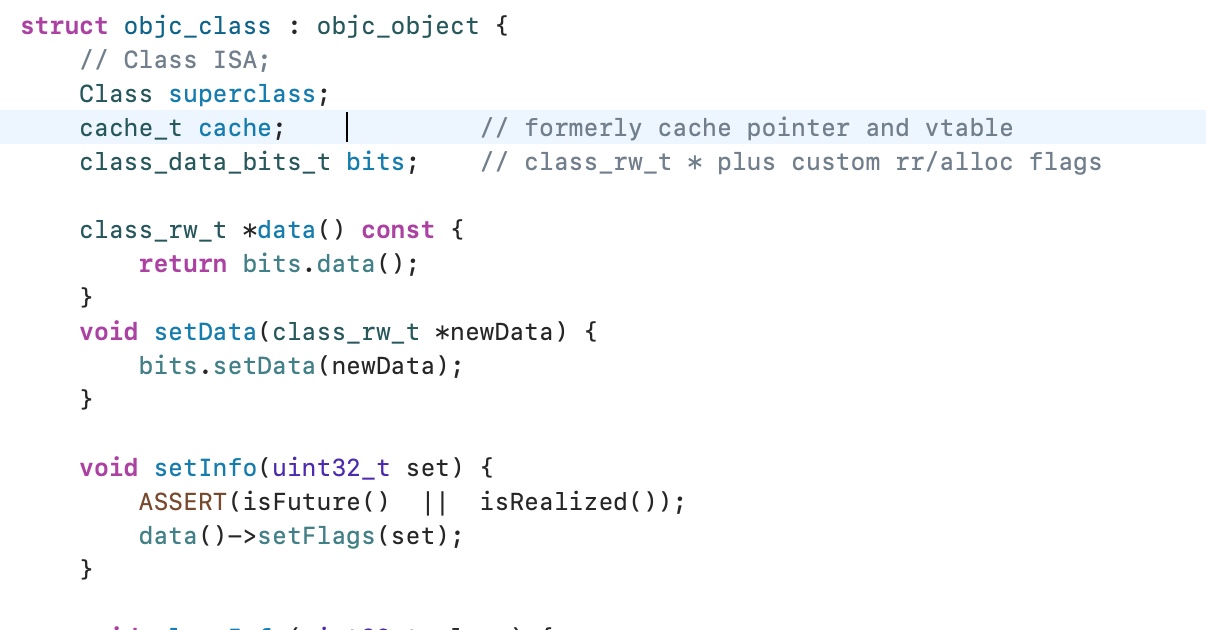 struct objc_class : objc_object {
    // Class ISA;
    Class superclass;
    cache_t cache;             // formerly cache pointer and vtable
    class_data_bits_t bits;    // class_rw_t * plus custom rr/alloc flags

    class_rw_t *data() const {
        return bits.data();
    }
    void setData(class_rw_t *newData) {
        bits.setData(newData);
    }

    void setInfo(uint32_t set) {
        ASSERT(isFuture()  ||  isRealized());
        data()->setFlags(set);
    }